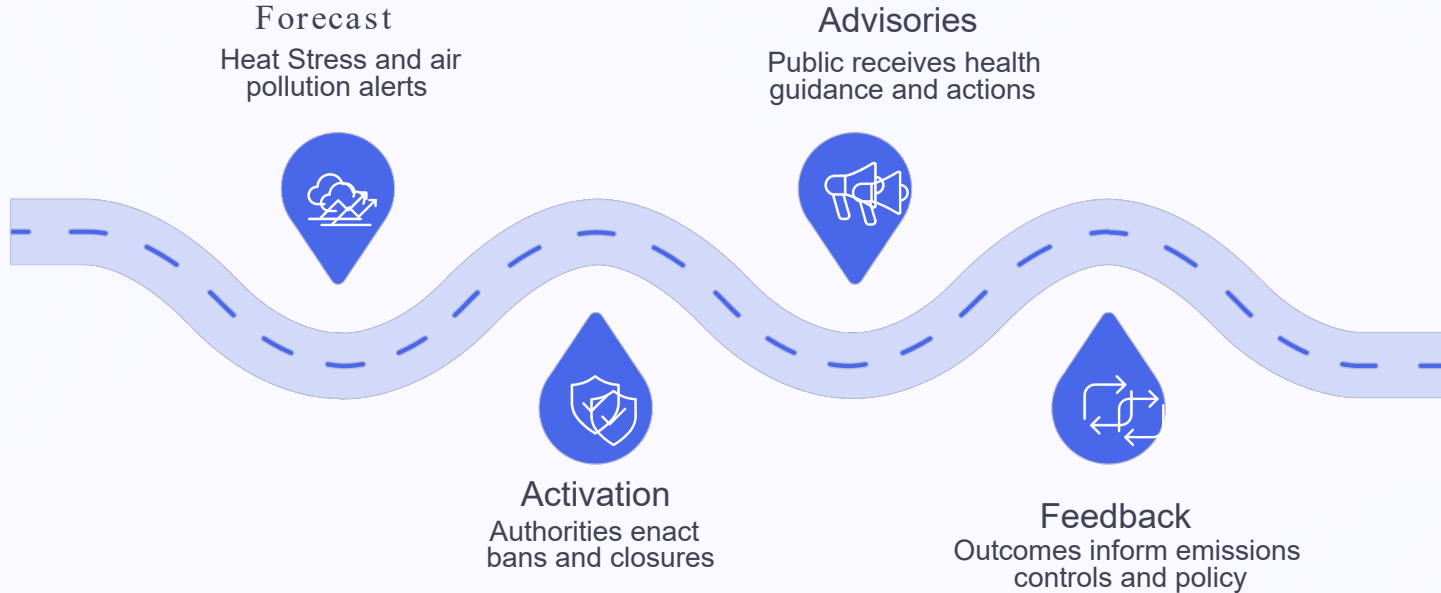 Forecast
Heat Stress and air
pollution alerts
Activation
Authorities enact
bans and closures
Advisories
Public receives health
guidance and actions
Feedback
Outcomes inform emissions
controls and policy